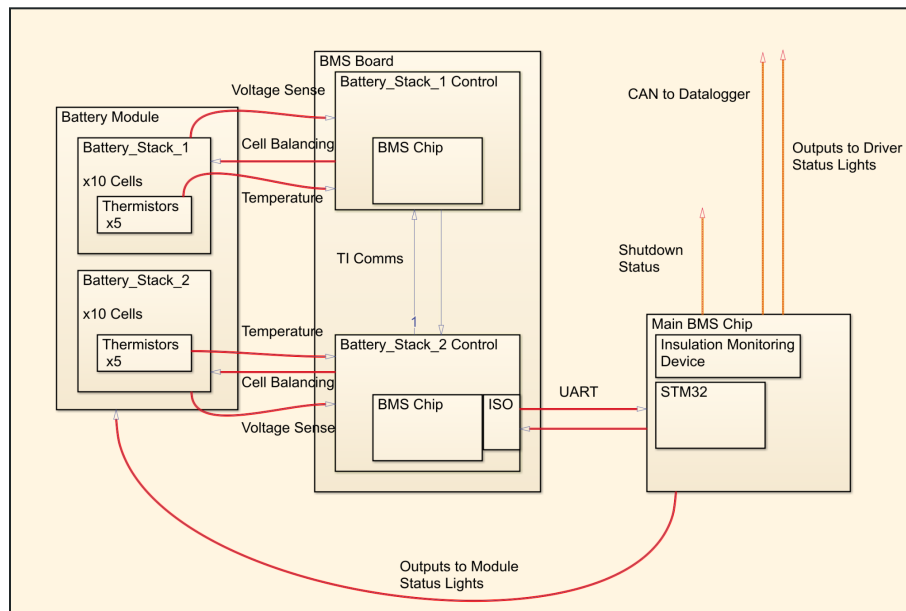 BMS Board
Battery_Stack_1 Control
BMS Chip
Voltage Sense
Battery Module
Battery_Stack_1
x10 Cells
Thermistors
x5
Cell Balancing
Temperature
TI Comms
1
Battery_Stack_2
x10 Cells
Thermistors
x5
Temperature
Cell Balancing
Voltage Sense
Battery_Stack_2 Control
BMS Chip
ISO
UART
CAN to Datalogger
Outputs to Driver
Status Lights
Shutdown
Status
Main BMS Chip
Insulation Monitoring
Device
STM32
Outputs to Module
Status Lights